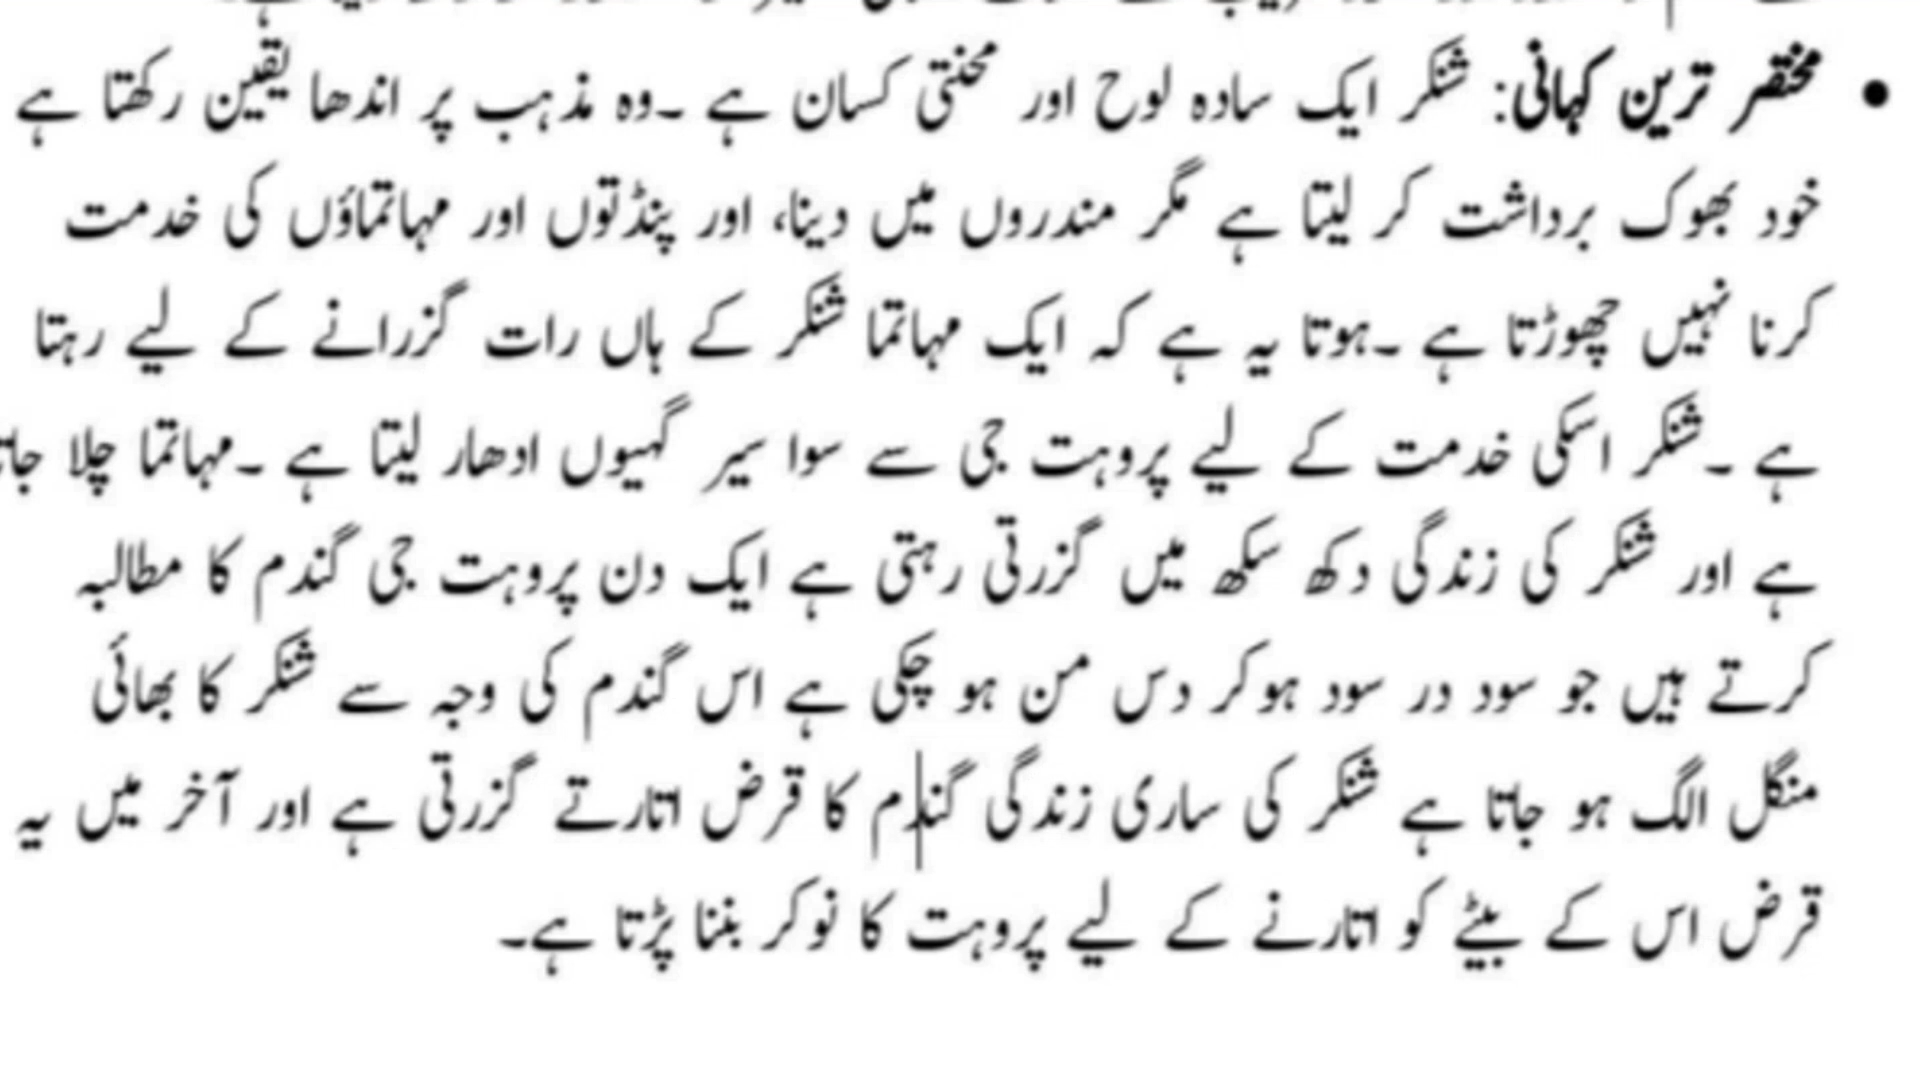 • مختصر ترین کہانی: شنکر ایک سادہ لوح اور محنتی کسان ہے ۔وہ مذہب پر اندھا یقین رکھتا ہے
خود بھوک برداشت کر لیتا ہے مگر مندروں میں دینا، اور پنڈتوں اور مہاتماؤں کی خدمت
کرنا نہیں چھوڑتا ہے ۔ہوتا یہ ہے کہ ایک مہاتما شنکر کے ہاں رات گزرانے کے لیے رہتا
ہے ۔شنکر اسکی خدمت کے لیے پروہت جی سے سوا سیر گہیوں ادھار لیتا ہے ۔مہاتما چلا جاتا
ہے اور شنکر کی زندگی دکھ سکھ میں گزرتی رہتی ہے ایک دن پروہت جی گندم کا مطالبہ
کرتے ہیں جو سود در سود ہوکر دس من ہو چکی ہے اس گندم کی وجہ سے شنکر کا بھائی
منگل الگ ہو جاتا ہے شنکر کی ساری زندگی گندم کا قرض اتارتے گزرتی ہے اور آخر میں یہ
قرض اس کے بیٹے کو اتارنے کے لیے پروہت کا نوکر بننا پڑتا ہے۔